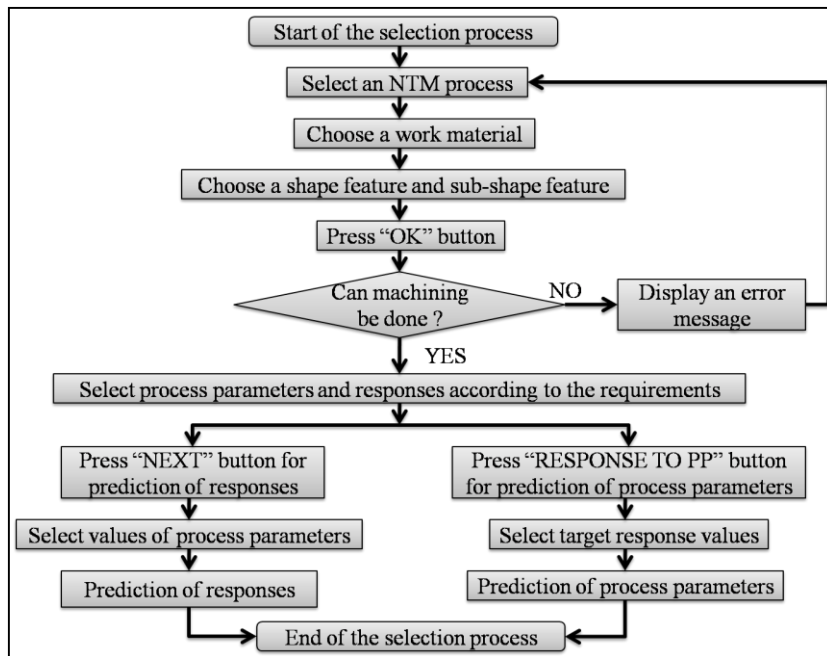 Start of the selection process
Select an NTM process
Choose a work material
Choose a shape feature and sub-shape feature
Press “OK” button
Can machining
be done ?
NO
Display an error
message
YES
Select process parameters and responses according to the requirements
Press “NEXT” button for
prediction of responses
Select values of process parameters
Prediction of responses
Press “RESPONSE TO PP” button
for prediction of process parameters
Select target response values
Prediction of process parameters
End of the selection process